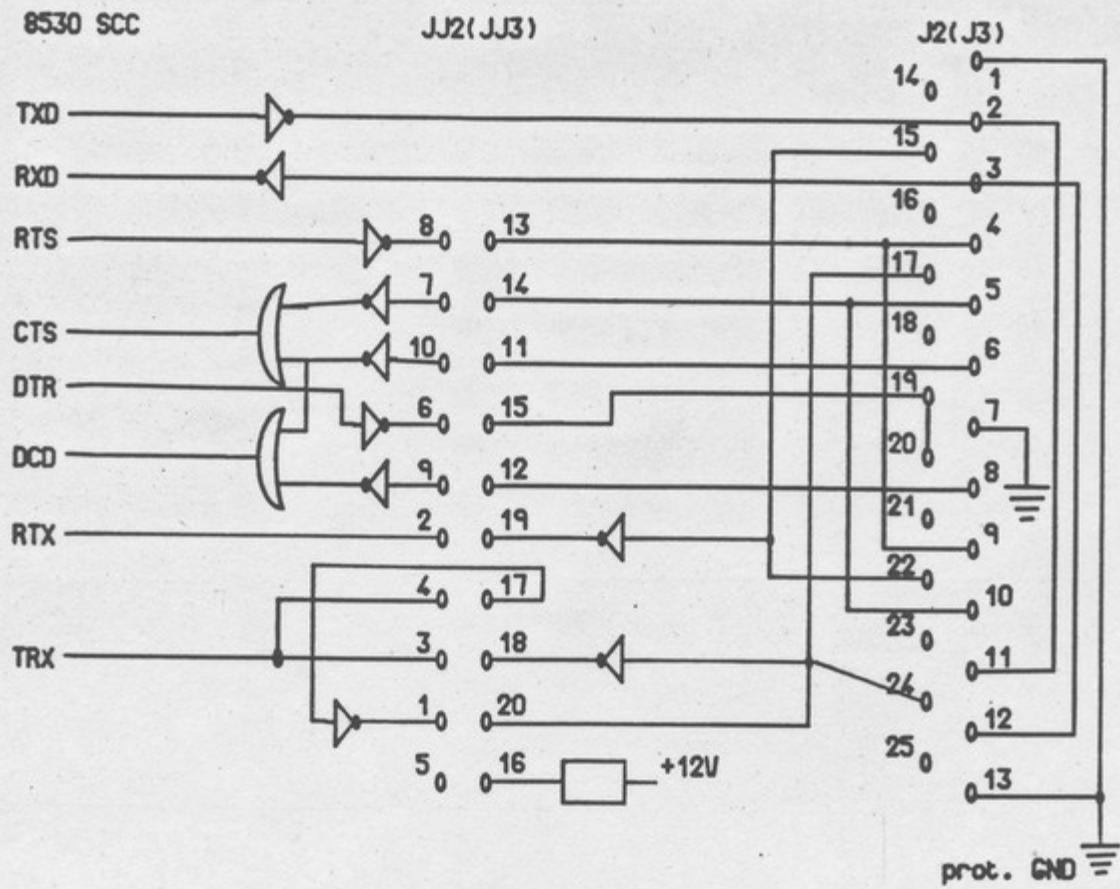 8530 SCC JJ2(JJ3) J2(J3)
1
14
TXD 2
15
RXD 3
16
RTS 8 13 4
17
7 14 5
CTS 18
10 11 6
DTR 19
6 15 7
DCD 20
9 12 8
21
RTX 2 19 9
22
4 17 10
23
TRX 3 18 11
24
1 20 12
25
5 16 +12V 13
prot. GND